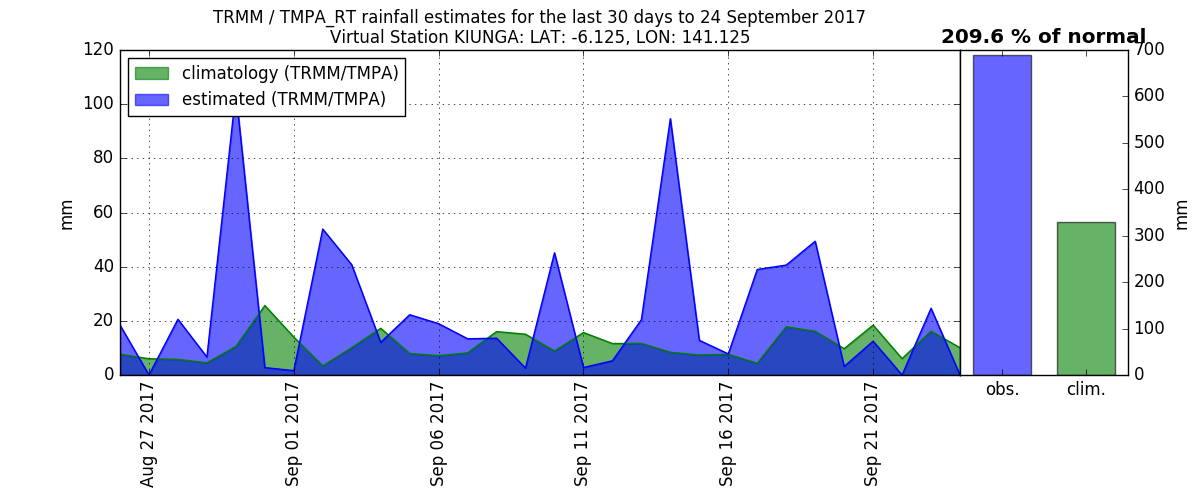 TRMM / TMPA_RT rainfall estimates for the last 30 days to 24 September 2017
Virtual Station KIUNGA: LAT: -6.125, LON: 141.125
209.6 % of normal
climatology (TRMM/TMPA)
estimated (TRMM/TMPA)
120
100
80
60
40
20
0
mm
Aug 27 2017
Sep 01 2017
Sep 06 2017
Sep 11 2017
Sep 16 2017
Sep 21 2017
700
600
500
400
300
200
100
0
mm
obs.
clim.